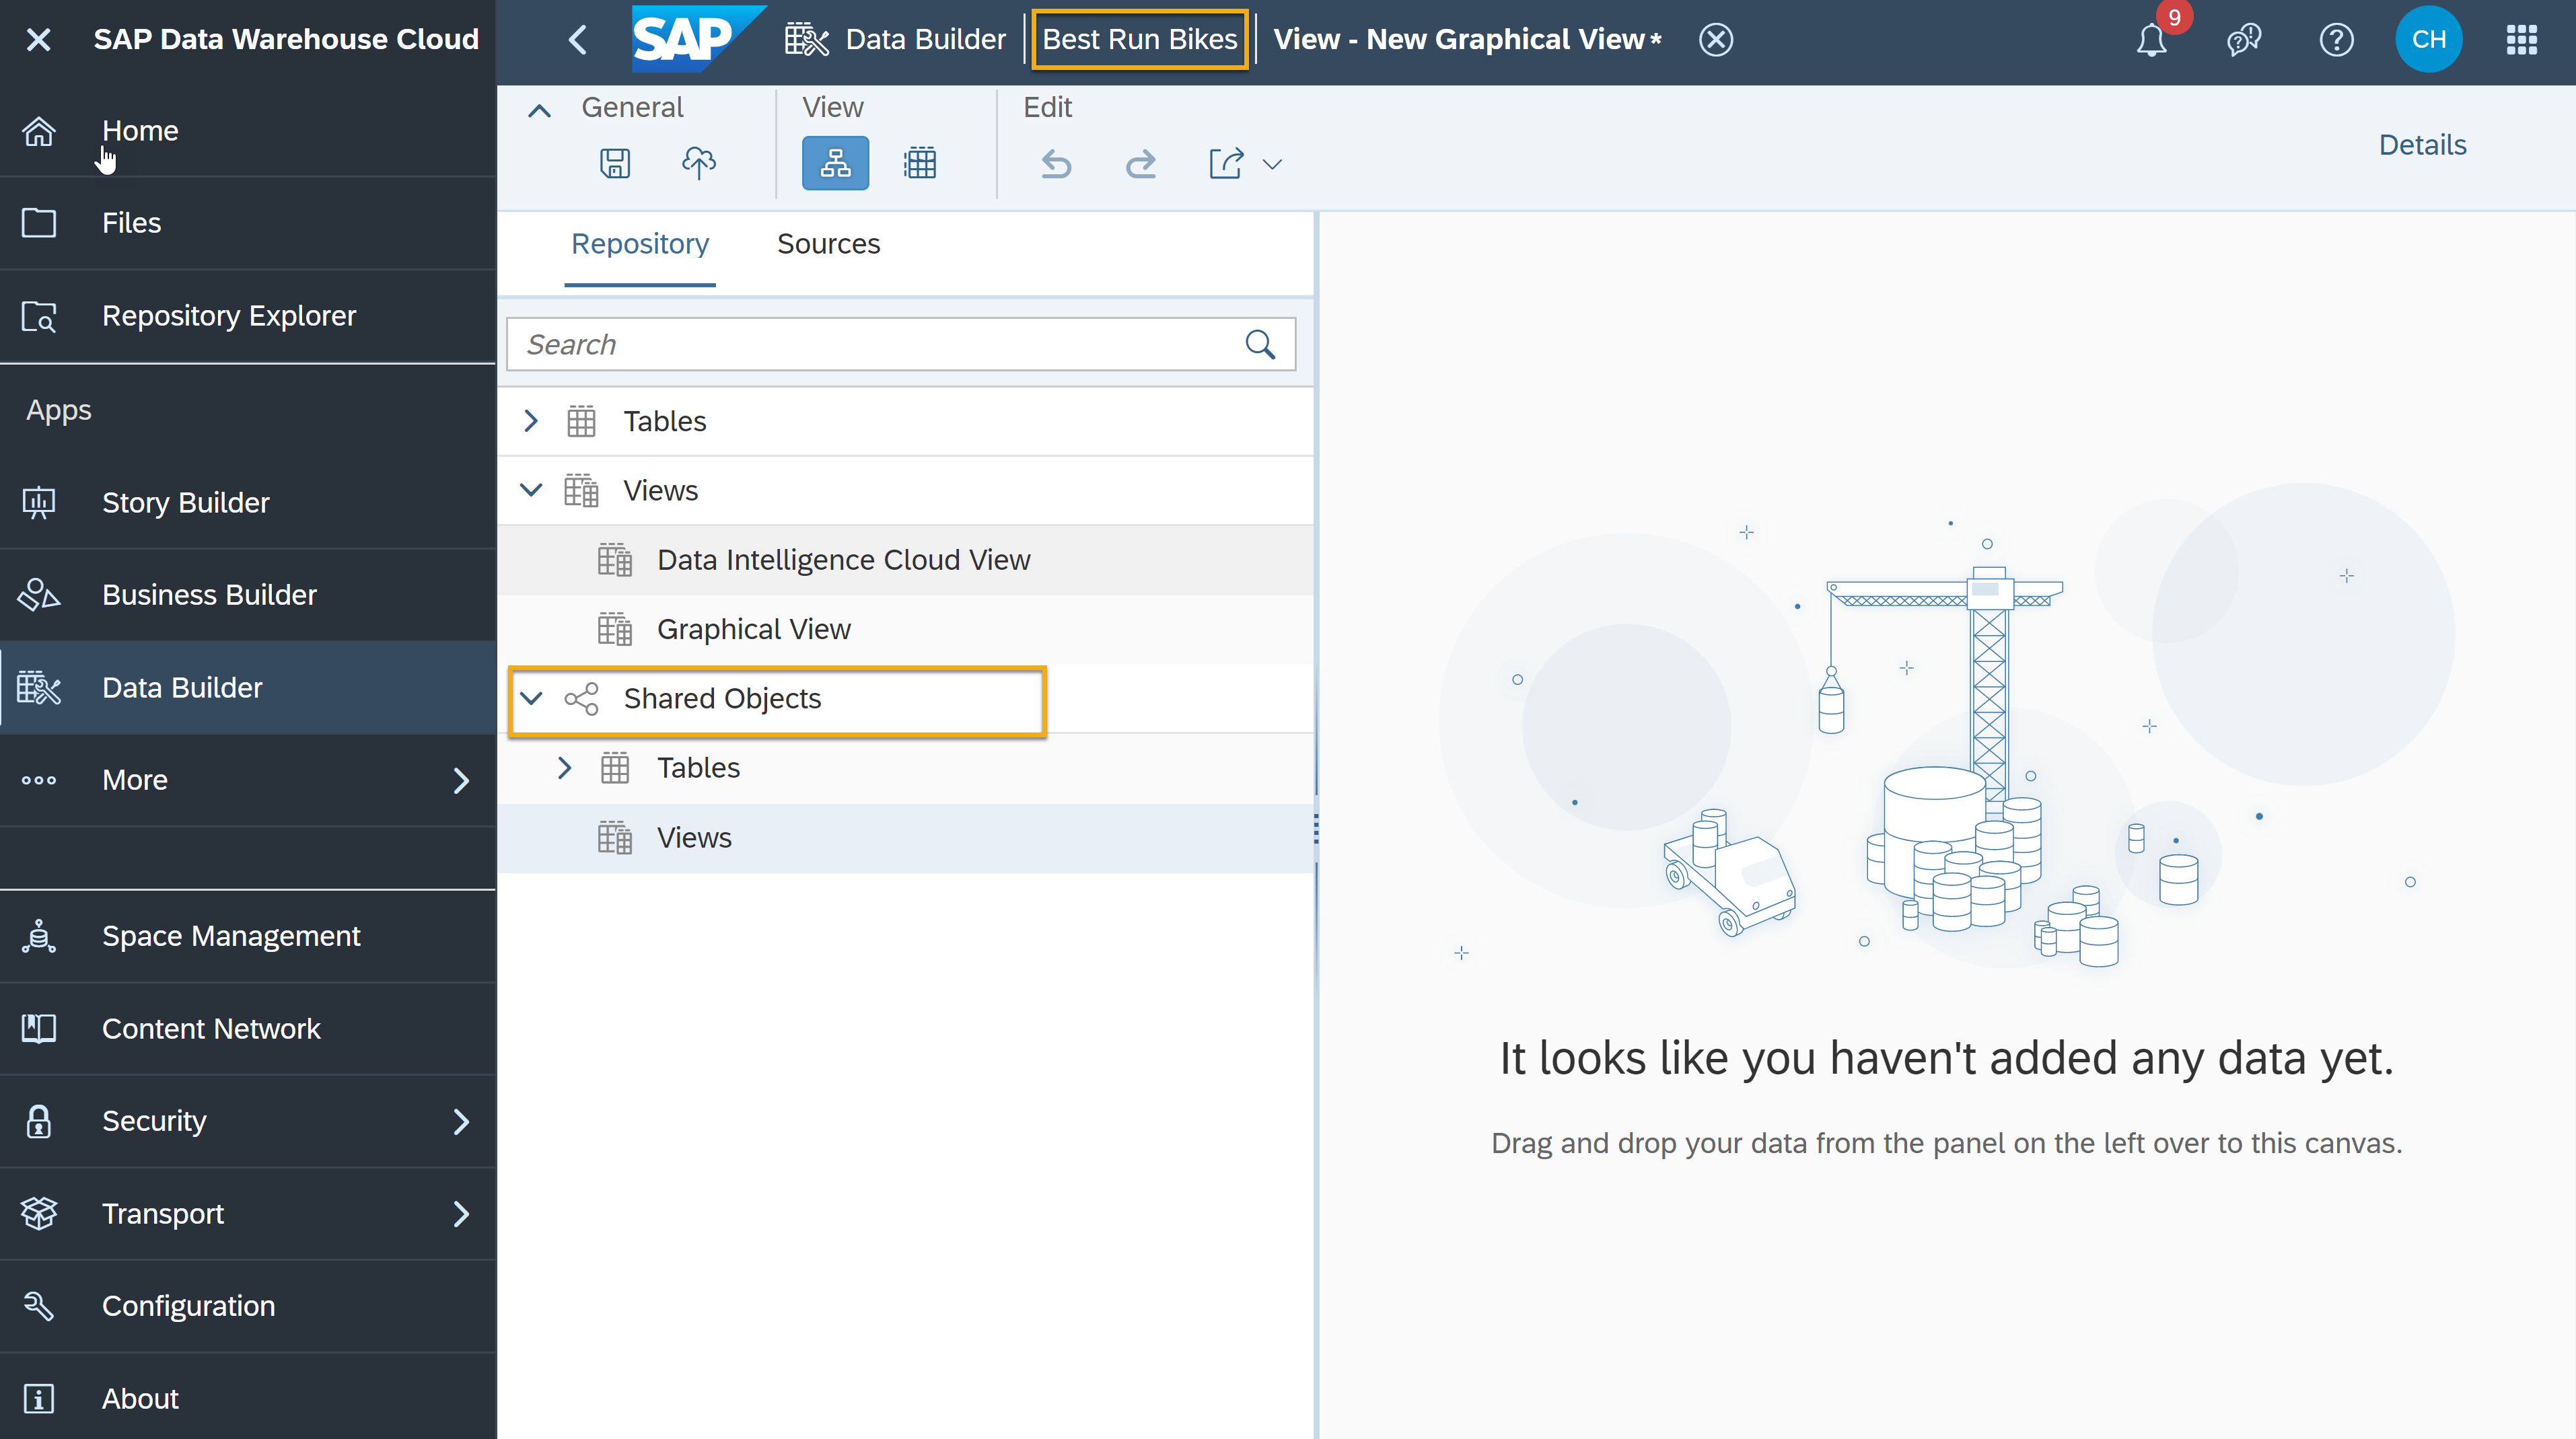 SAP Data Warehouse Cloud
Home
Files
Repository Explorer
Apps
Story Builder
Business Builder
Data Builder
More
Space Management
Content Network
Security
Transport
Configuration
About
SAP Data Builder Best Run Bikes View - New Graphical View* 9 CH
General View Edit
Details
Repository Sources
Search
Tables
Views
Data Intelligence Cloud View
Graphical View
Shared Objects
Tables
Views
It looks like you haven't added any data yet.
Drag and drop your data from the panel on the left over to this canvas.